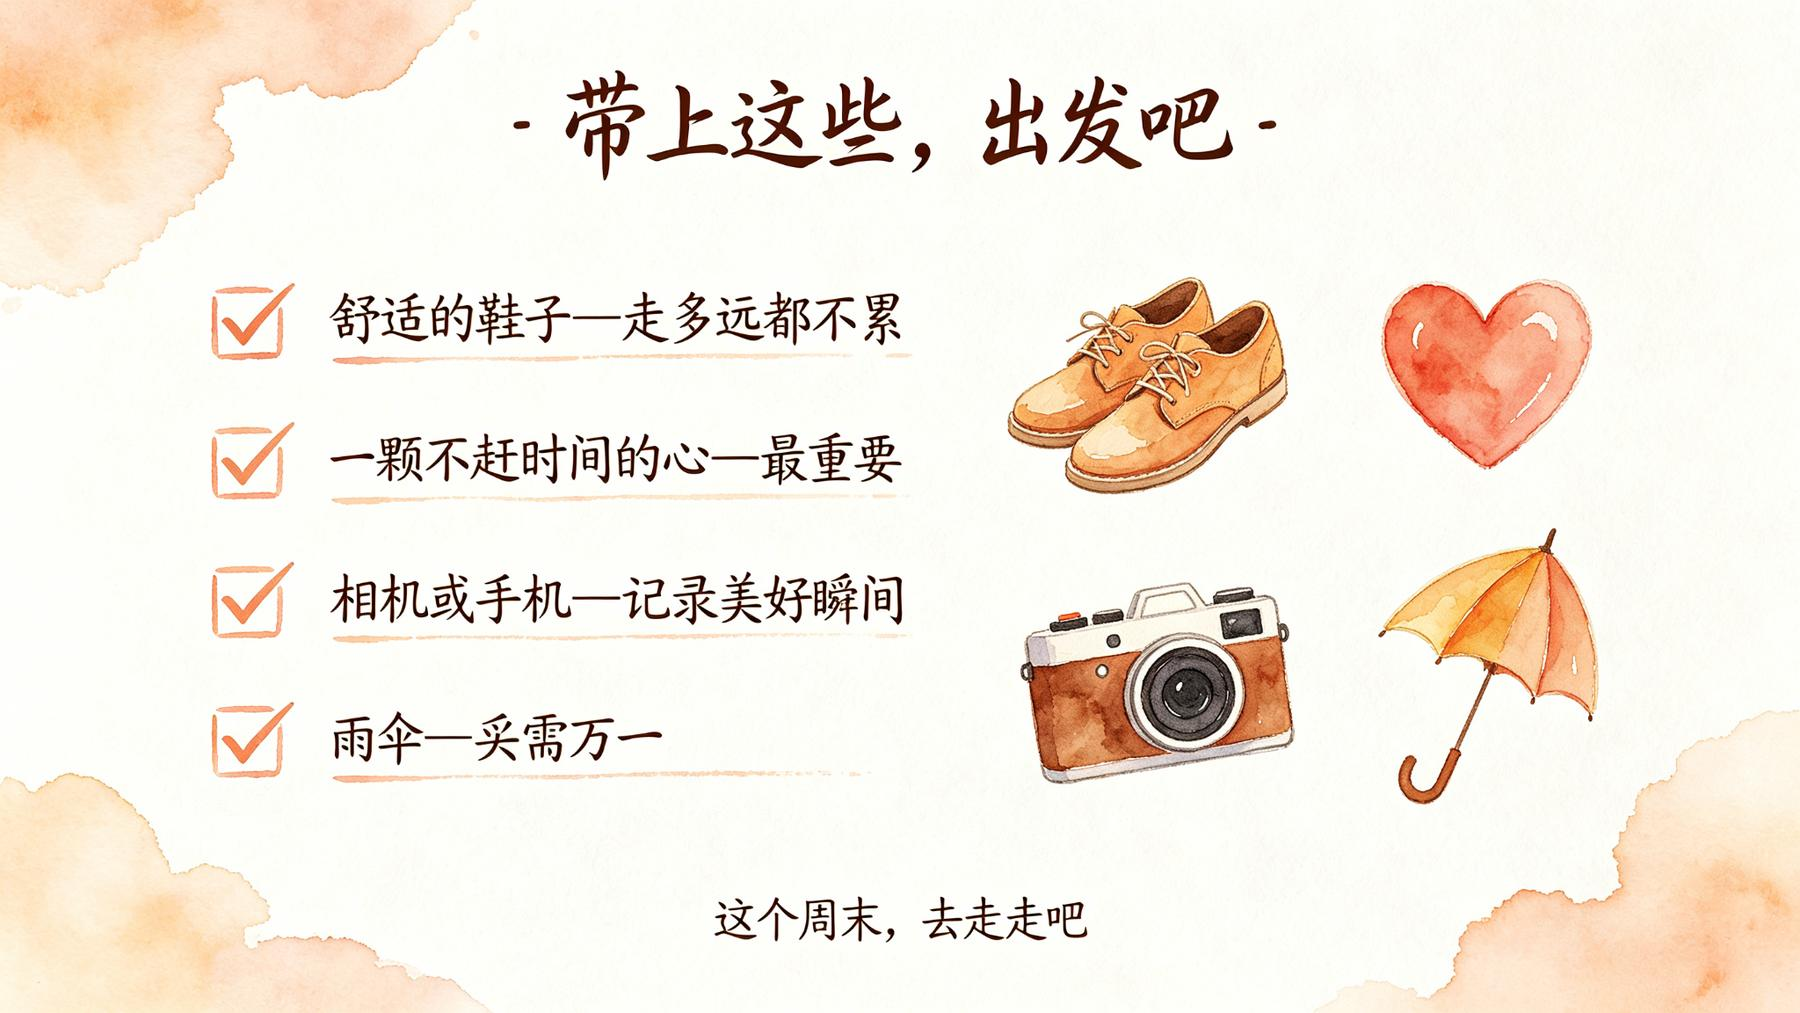 - 带上这些，出发吧 -
舒适的鞋子—走多远都不累
一颗不赶时间的心—最重要
相机或手机—记录美好瞬间
雨伞—需万一
这个周末，去走走吧